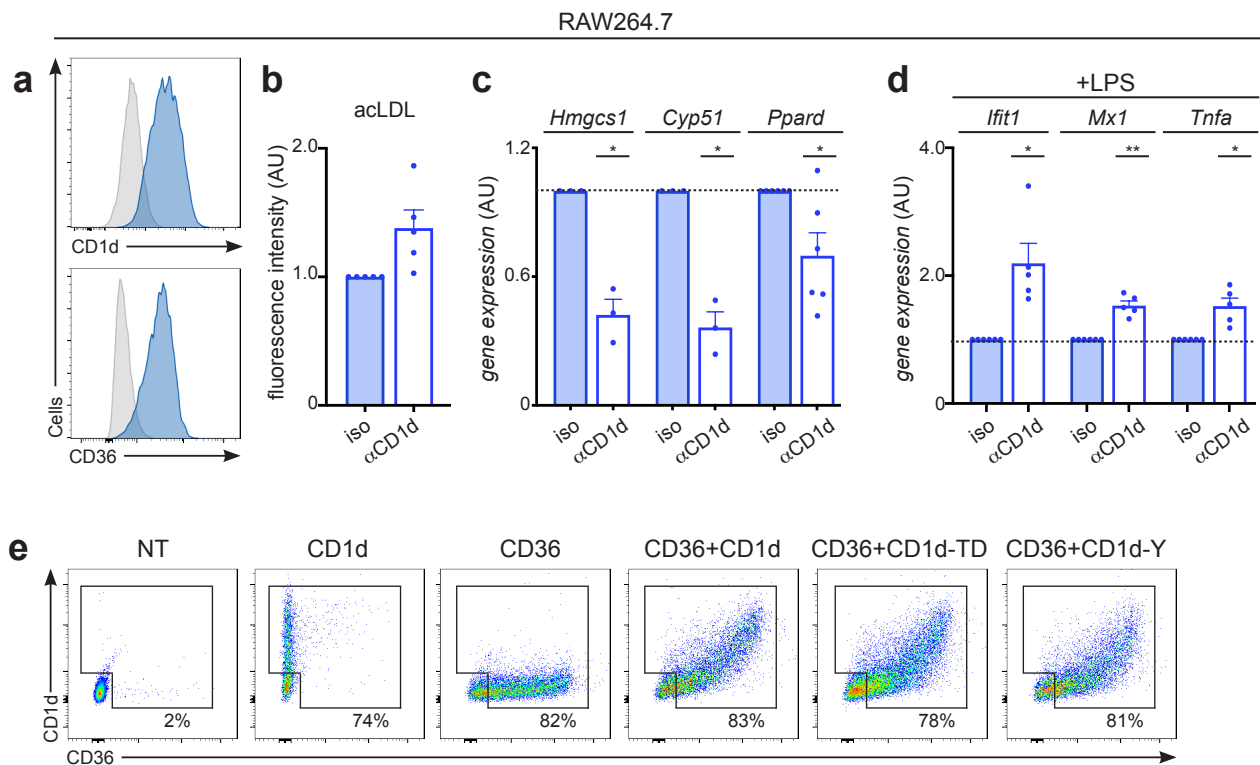 RAW264.7
a
Cells
CD1d
CD36
b
acLDL
fluorescence intensity (AU)
2.0
1.0
0
iso
αCD1d
c
Hmgcs1 Cyp51 Ppard
* * *
gene expression (AU)
1.2
0.6
0
iso αCD1d iso αCD1d iso αCD1d
d
+LPS
Ifit1 Mx1 Tnfa
* ** *
gene expression (AU)
4.0
2.0
0
iso αCD1d iso αCD1d iso αCD1d
e
NT CD1d CD36 CD36+CD1d CD36+CD1d-TD CD36+CD1d-Y
CD1d
2% 74% 82% 83% 78% 81%
CD36